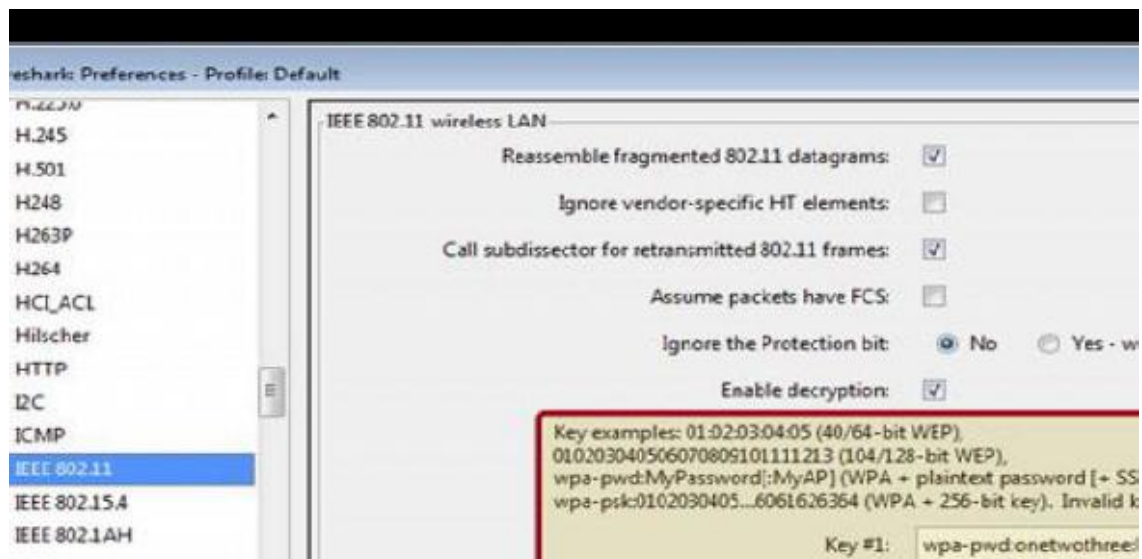 eshark: Preferences - Profile: Default
H.225.0
H.245
H.501
H248
H263P
H264
HCI_ACL
Hilscher
HTTP
I2C
ICMP
IEEE 802.11
IEEE 802.15.4
IEEE 802.1AH
IEEE 802.11 wireless LAN
Reassemble fragmented 802.11 datagrams:
Ignore vendor-specific HT elements:
Call subdissector for retransmitted 802.11 frames:
Assume packets have FCS:
Ignore the Protection bit: No Yes - w
Enable decryption:
Key examples: 01:02:03:04:05 (40/64-bit WEP),
010203040506070809101111213 (104/128-bit WEP),
wpa-pwd:MyPassword[:MyAP] (WPA + plaintext password [+ SS
wpa-psk:0102030405...6061626364 (WPA + 256-bit key). Invalid k
Key #1: wpa-pwd:onetwothree: